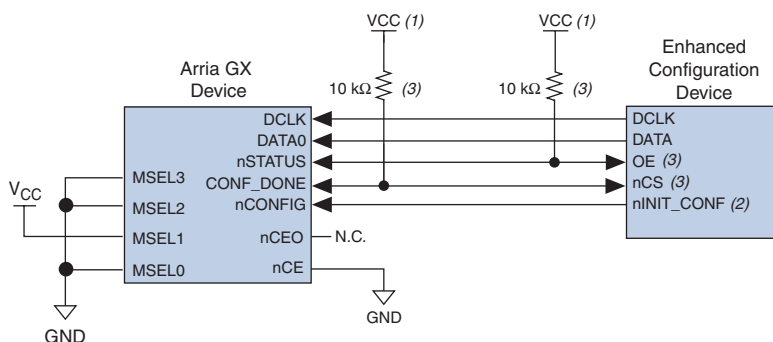 VCC (1)
VCC (1)
Arria GX
Device
10 kΩ
(3)
10 kΩ
(3)
Enhanced
Configuration
Device
DCLK
DCLK
DATA0
DATA
nSTATUS
OE (3)
MSEL3
CONF_DONE
nCS (3)
VCC
MSEL2
nCONFIG
nINIT_CONF (2)
MSEL1
nCEO
N.C.
MSEL0
nCE
GND
GND